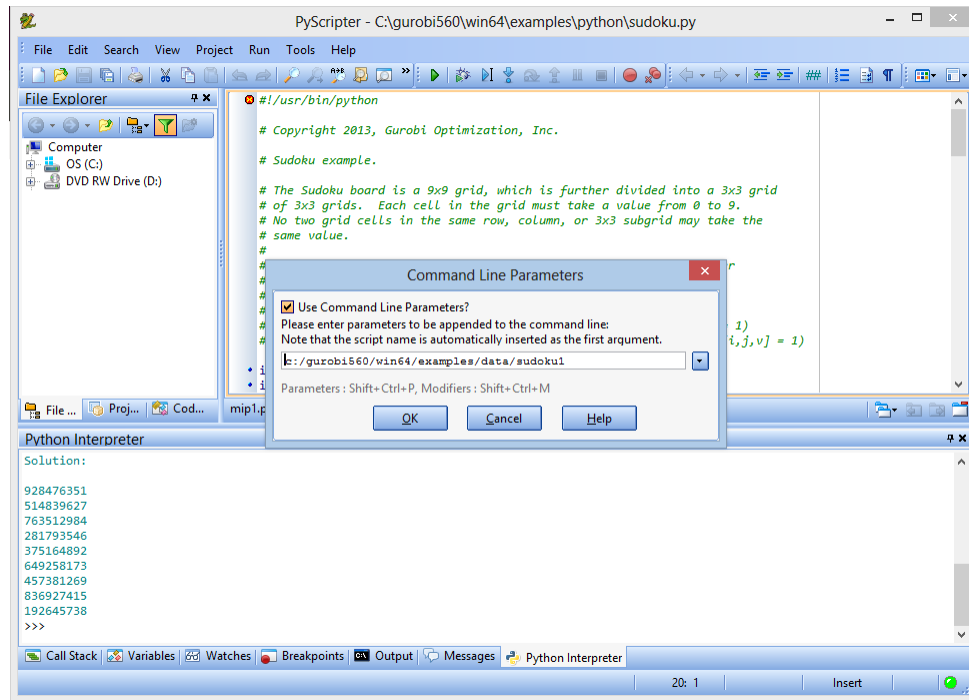 PyScripter - C:\gurobi560\win64\examples\python\sudoku.py
File Edit Search View Project Run Tools Help
File Explorer
Computer
OS (C:)
DVD RW Drive (D:)
#!/usr/bin/python
# Copyright 2013, Gurobi Optimization, Inc.
# Sudoku example.
# The Sudoku board is a 9x9 grid, which is further divided into a 3x3 grid
# of 3x3 grids. Each cell in the grid must take a value from 0 to 9.
# No two grid cells in the same row, column, or 3x3 subgrid may take the
# same value.
#
# r
#
#
#
# = 1)
# i,j,v] = 1)
i
i
Command Line Parameters
Use Command Line Parameters?
Please enter parameters to be appended to the command line:
Note that the script name is automatically inserted as the first argument.
c:/gurobi560/win64/examples/data/sudoku1
Parameters : Shift+Ctrl+P, Modifiers : Shift+Ctrl+M
OK Cancel Help
File ... Proj... Cod... mip1.p
Python Interpreter
Solution:
928476351
514839627
763512984
281793546
375164892
649258173
457381269
836927415
192645738
>>>
Call Stack Variables Watches Breakpoints Output Messages Python Interpreter
20: 1 Insert